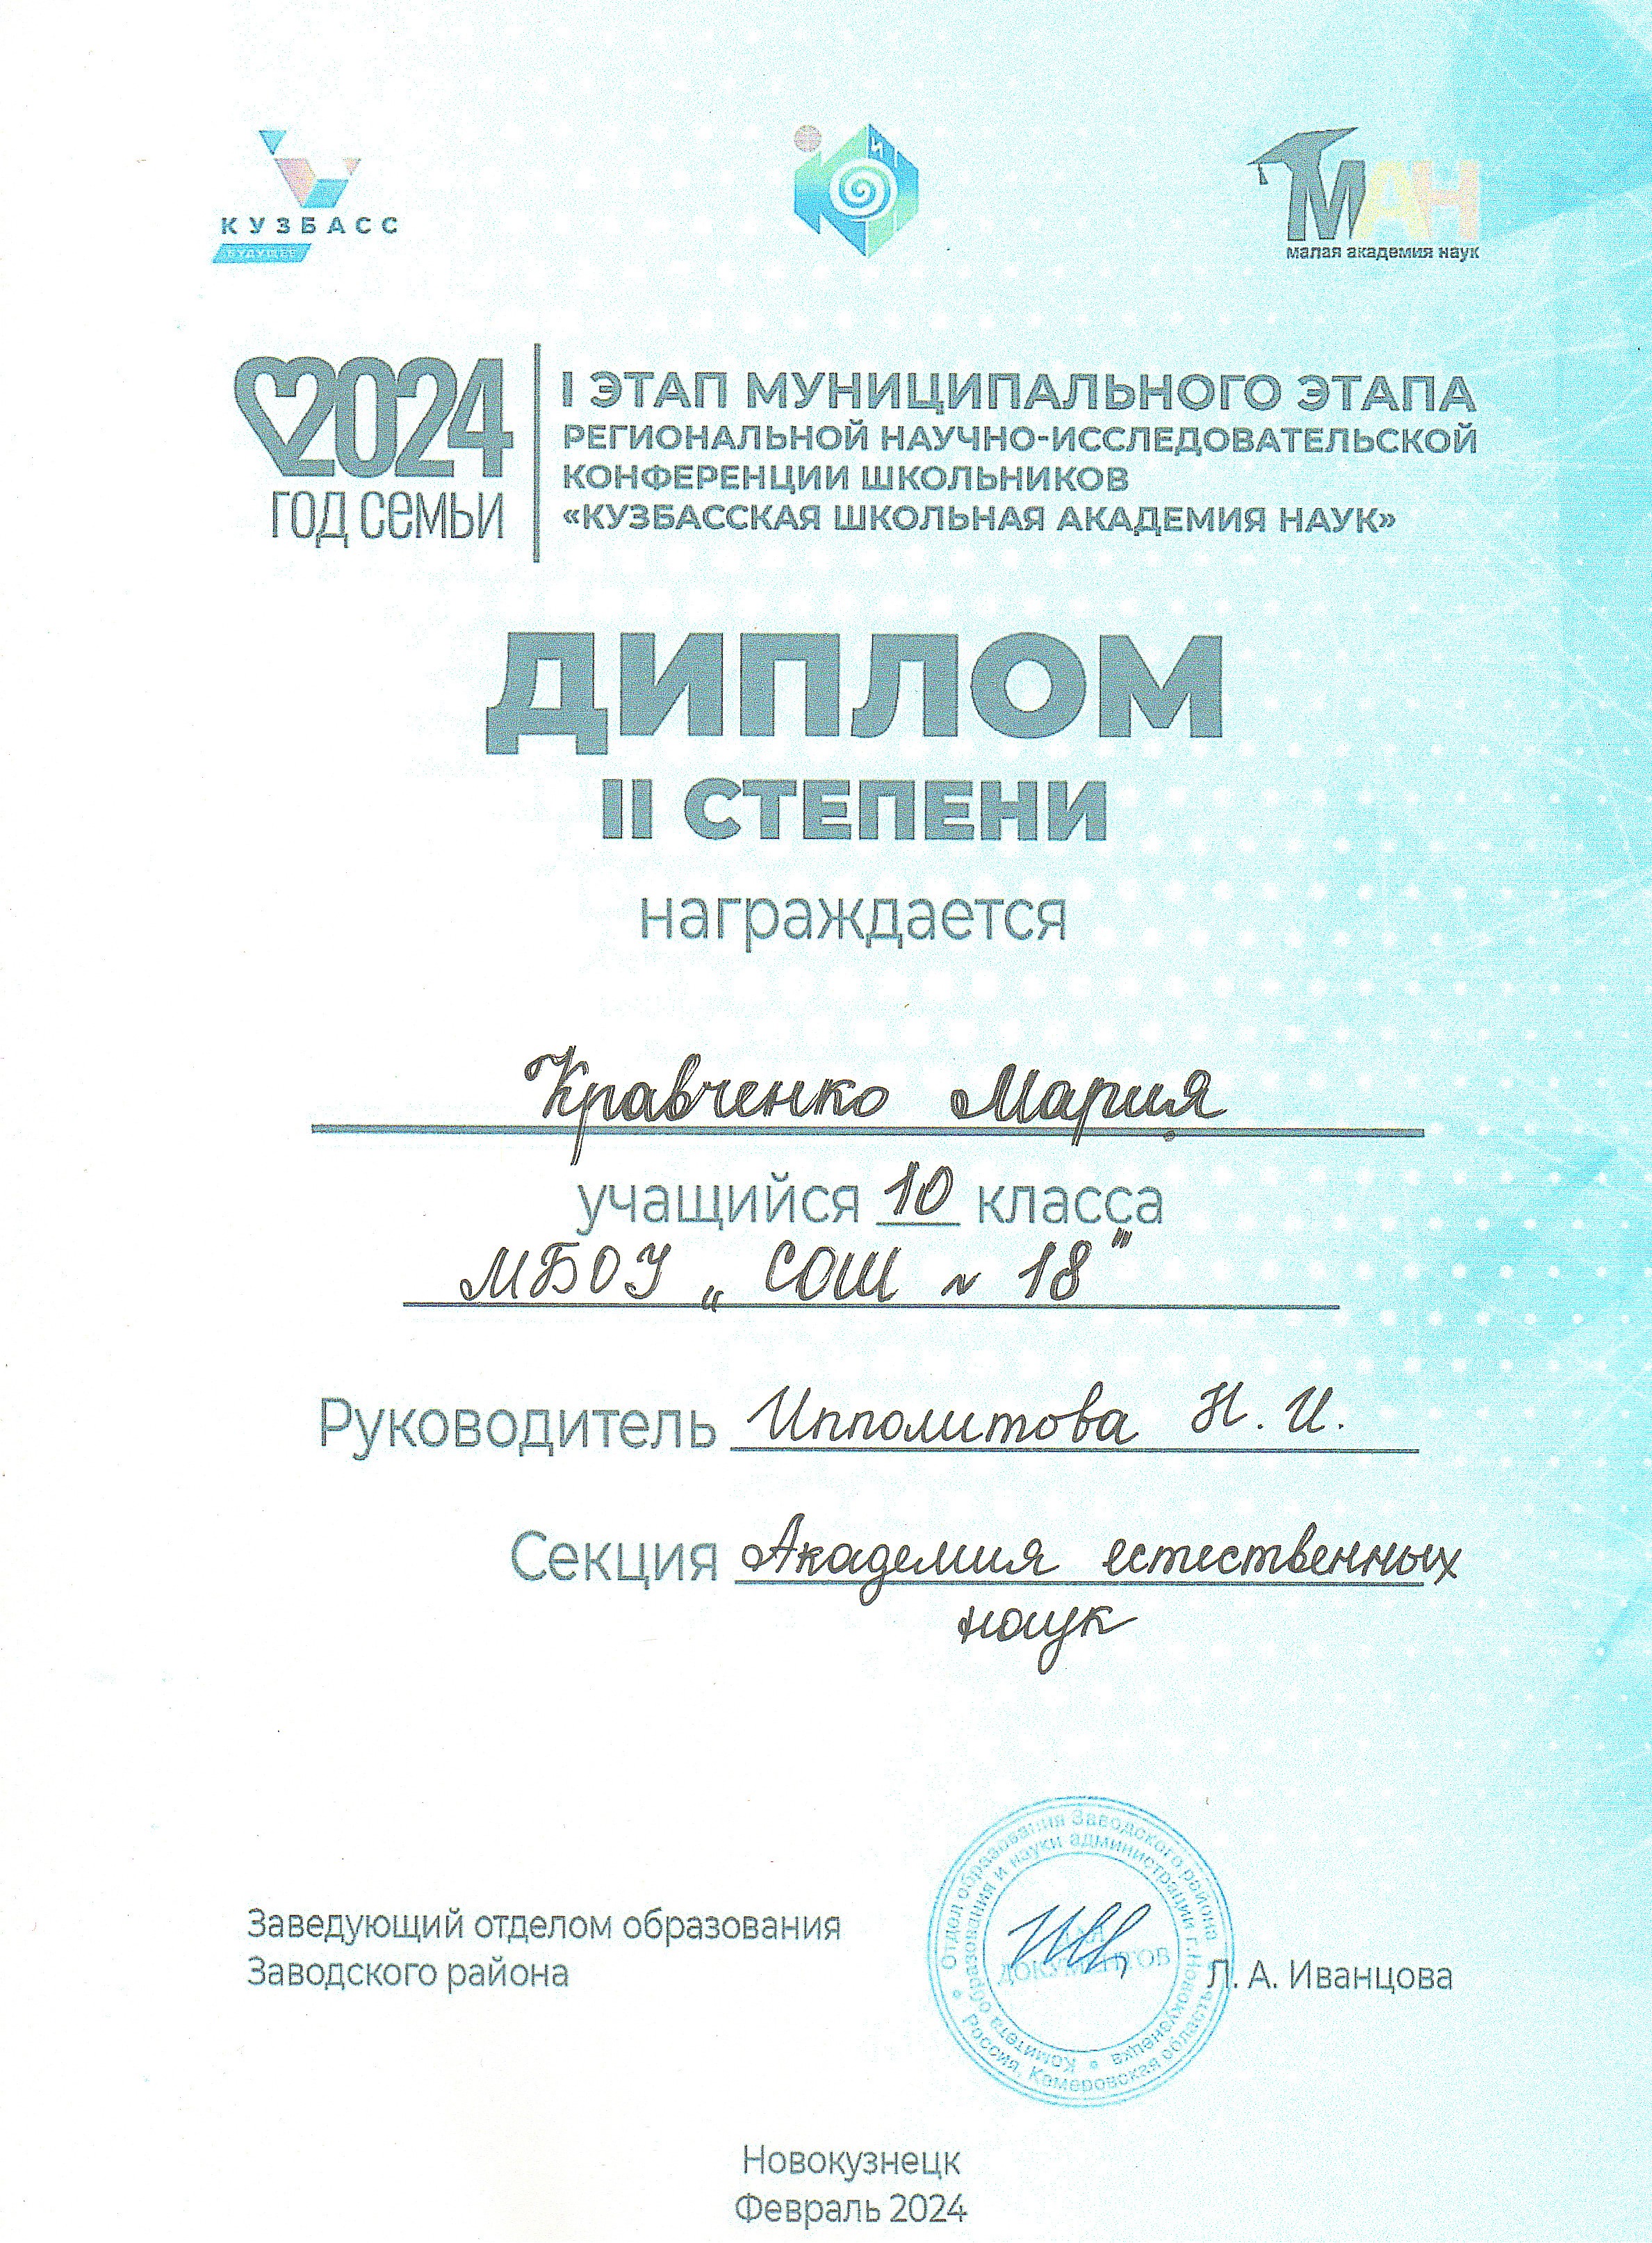 КУЗБАСС
БУДУЩЕЕ
МАН
малая академия наук
2024
ГОД СЕМЬИ
I ЭТАП МУНИЦИПАЛЬНОГО ЭТАПА
РЕГИОНАЛЬНОЙ НАУЧНО-ИССЛЕДОВАТЕЛЬСКОЙ
КОНФЕРЕНЦИИ ШКОЛЬНИКОВ
«КУЗБАССКАЯ ШКОЛЬНАЯ АКАДЕМИЯ НАУК»
ДИПЛОМ
II СТЕПЕНИ
награждается
Кравченко Мария
учащийся 10 класса
МБОУ „ СОШ № 18"
Руководитель Ипполитова Н. И.
Секция Академия естественных
наук
Заведующий отделом образования
Заводского района
Отдел образования Заводского района
Комитета образования и науки администрации г.Новокузнецка
Россия, Кемеровская область
ДЛЯ
ДОКУМЕНТОВ
Л. А. Иванцова
Новокузнецк
Февраль 2024